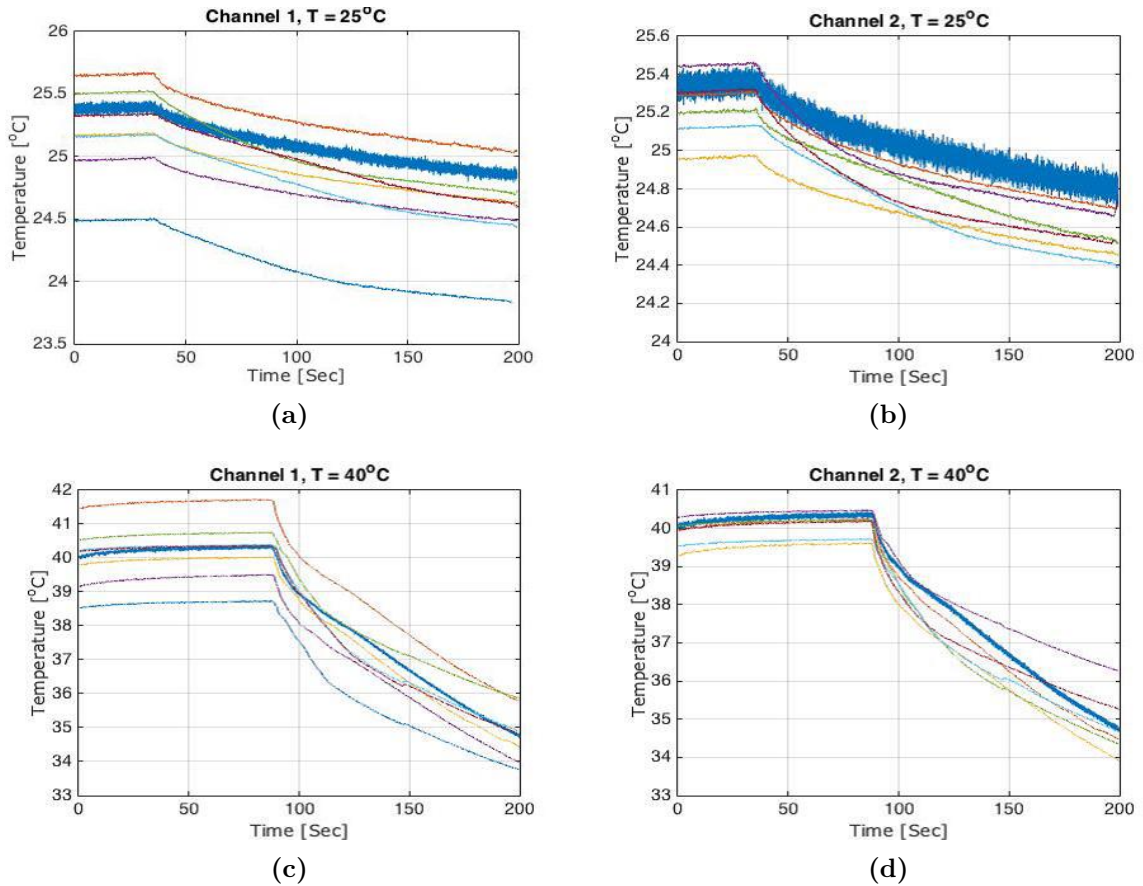 Channel 1, T = 25°C
Temperature [°C]
26
25.5
25
24.5
24
23.5
0 50 100 150 200
Time [Sec]
(a)
Channel 2, T = 25°C
Temperature [°C]
25.6
25.4
25.2
25
24.8
24.6
24.4
24.2
24
0 50 100 150 200
Time [Sec]
(b)
Channel 1, T = 40°C
Temperature [°C]
42
41
40
39
38
37
36
35
34
33
0 50 100 150 200
Time [Sec]
(c)
Channel 2, T = 40°C
Temperature [°C]
41
40
39
38
37
36
35
34
33
0 50 100 150 200
Time [Sec]
(d)